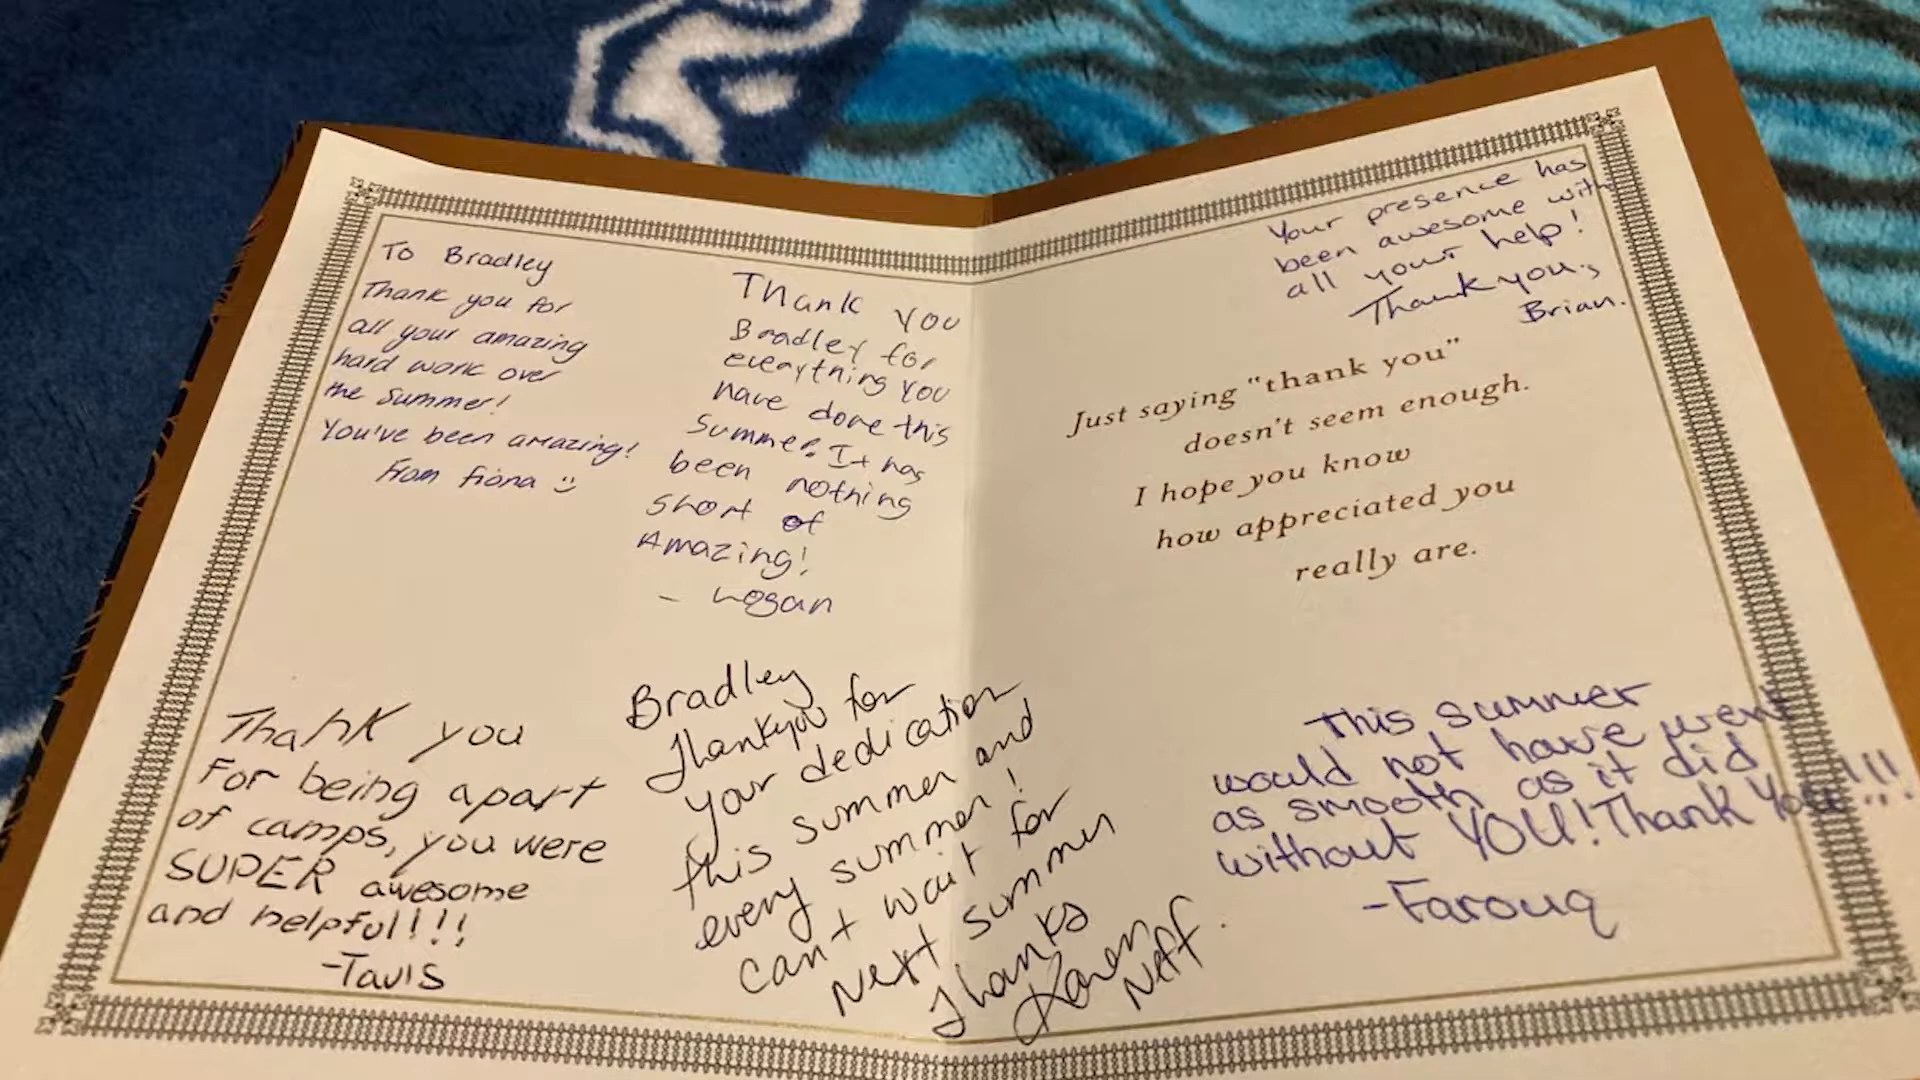 To Bradley
Thank you for
all your amazing
hard work over
the summer!
You've been amazing!
From Fiona
Thank you
Bradley for
everything you
have done this
Summer. It has
been nothing
short of
Amazing!
- Logan
Thank you
For being apart
of camps, you were
SUPER awesome
and helpful!!!
-Tavis
Bradley
Thankyou for
your dedication
this summer and
every summer!
can't wait for
Next summer
Thanks
Karen
Neff.
Your presence has
been awesome with
all your help!
Thank you,
Brian.
Just saying "thank you"
doesn't seem enough.
I hope you know
how appreciated you
really are.
This summer
would not have went
as smooth as it did
without YOU! Thank You!!!
-Farouq